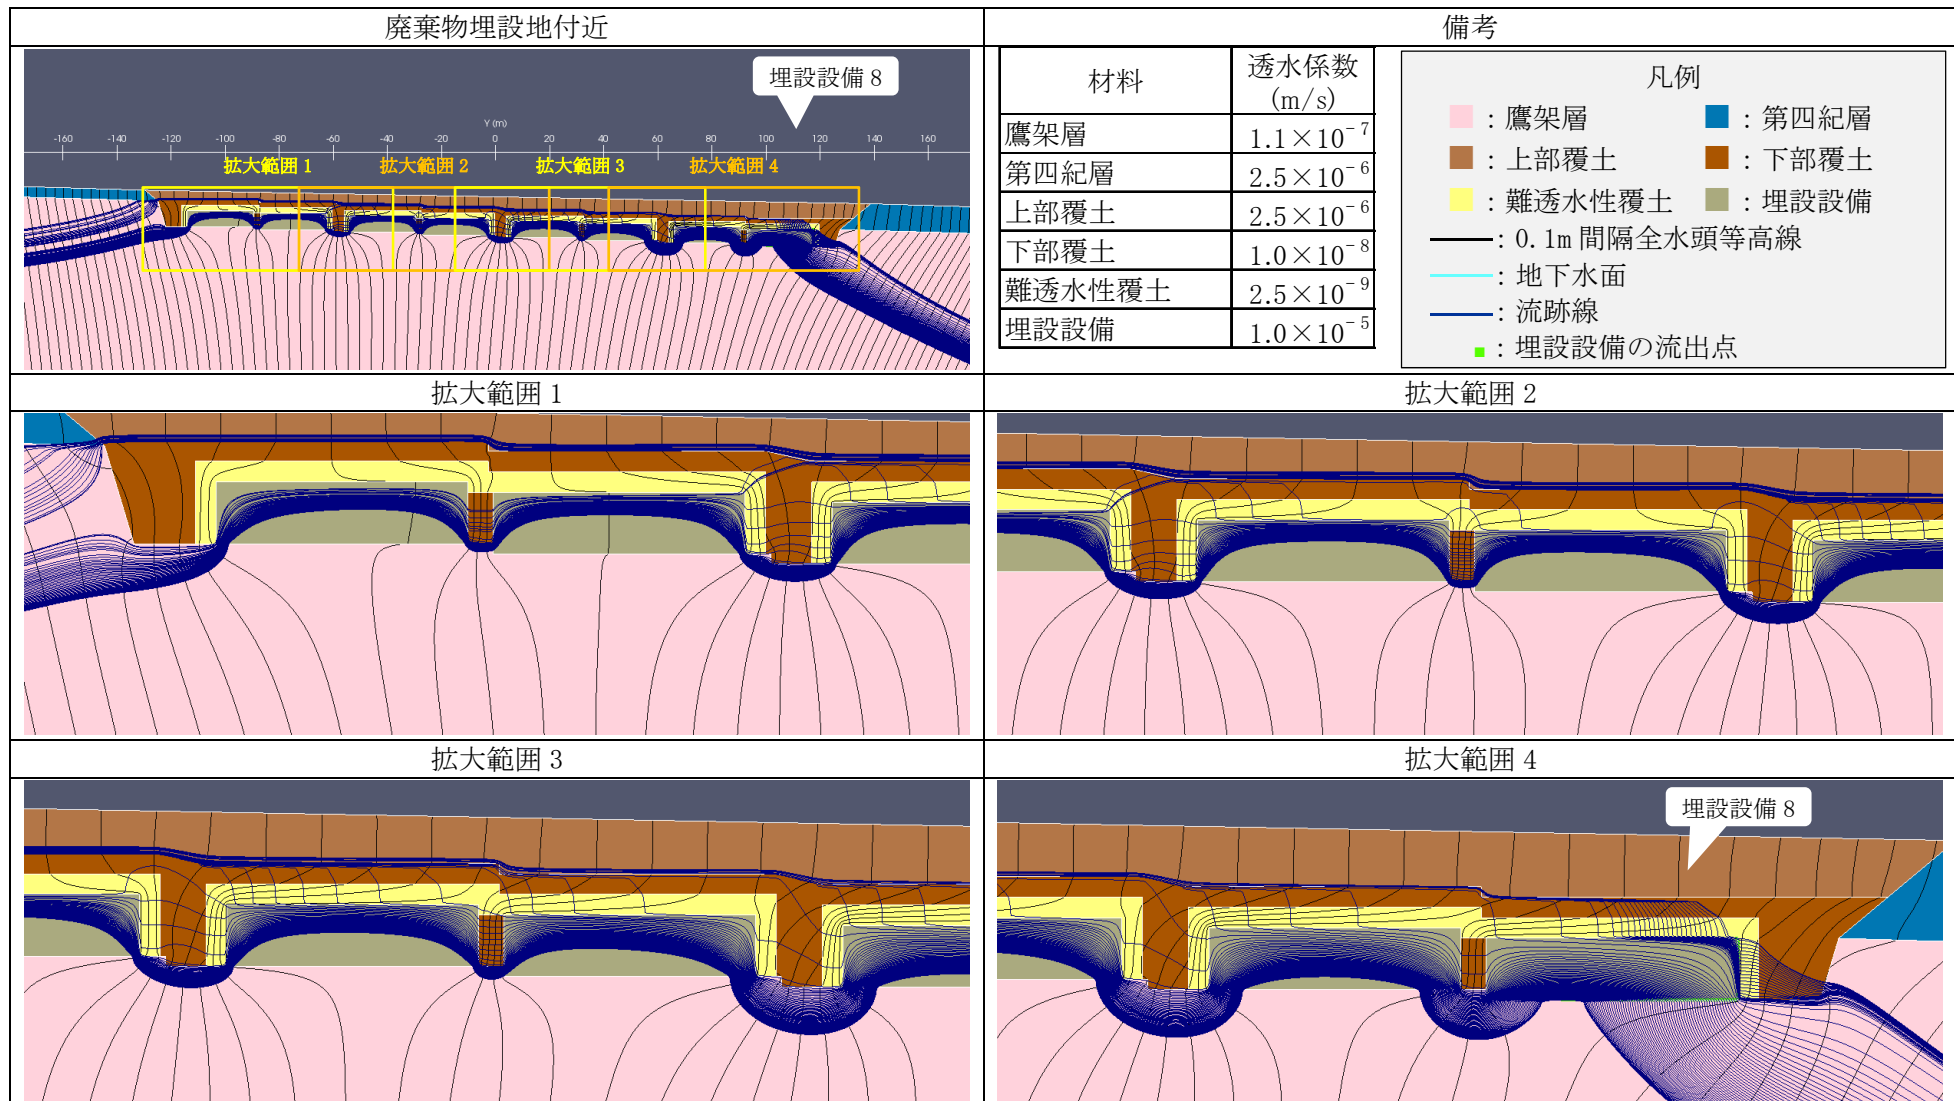 廃棄物埋設地付近
備考
埋設設備 8
Y (m)
-160 -140 -120 -100 -80 -60 -40 -20 0 20 40 60 80 100 120 140 160
拡大範囲 1 拡大範囲 2 拡大範囲 3 拡大範囲 4
材料 透水係数
(m/s)
鷹架層 1.1×10⁻⁷
第四紀層 2.5×10⁻⁶
上部覆土 2.5×10⁻⁶
下部覆土 1.0×10⁻⁸
難透水性覆土 2.5×10⁻⁹
埋設設備 1.0×10⁻⁵
凡例
：鷹架層 ：第四紀層
：上部覆土 ：下部覆土
：難透水性覆土 ：埋設設備
：0.1m 間隔全水頭等高線
：地下水面
：流跡線
：埋設設備の流出点
拡大範囲 1
拡大範囲 2
拡大範囲 3
拡大範囲 4
埋設設備 8